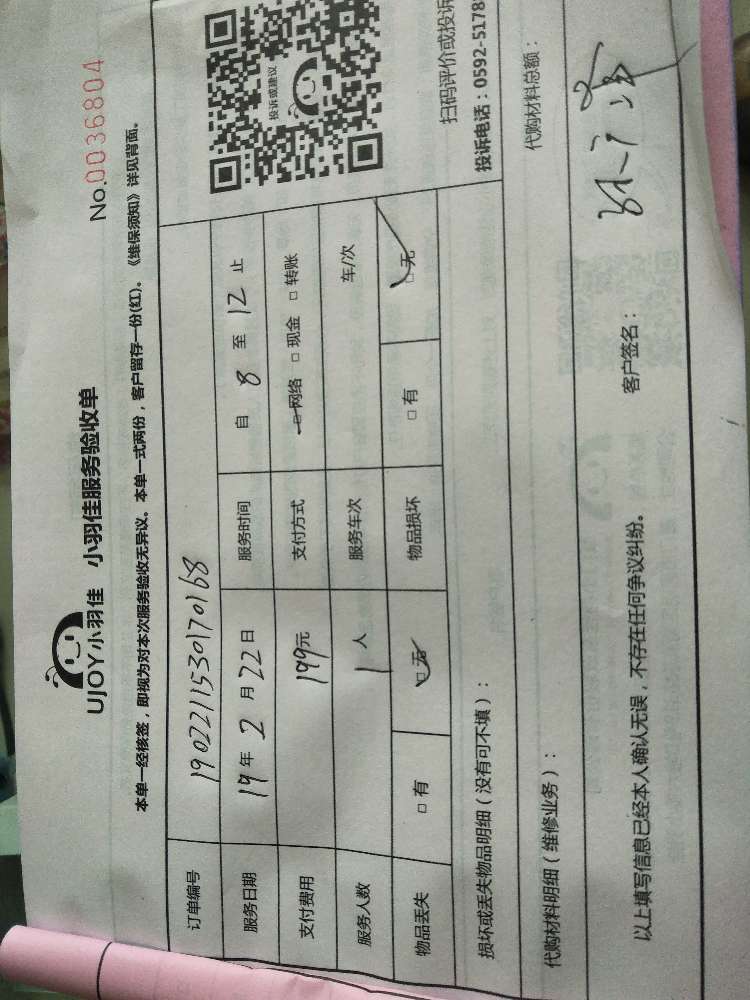 UJOY小羽佳 小羽佳服务验收单
No.0036804
本单一经核签，即视为对本次服务验收无异议。本单一式两份，客户留存一份(红)。《维保须知》详见背面。
订单编号 1902211530170168
服务日期 19年2月22日 服务时间 自 8 至 12 止
支付费用 199元 支付方式 □网络 □现金 □转账
服务人数 1人 服务车次 车/次
物品丢失 □有 □无 物品损坏 □有 □无
投诉或建议
扫码评价或投诉
投诉电话：0592-5178
损坏或丢失物品明细（没有可不填）：
代购材料明细（维修业务）： 代购材料总额：
以上填写信息已经本人确认无误，不存在任何争议纠纷。 客户签名：